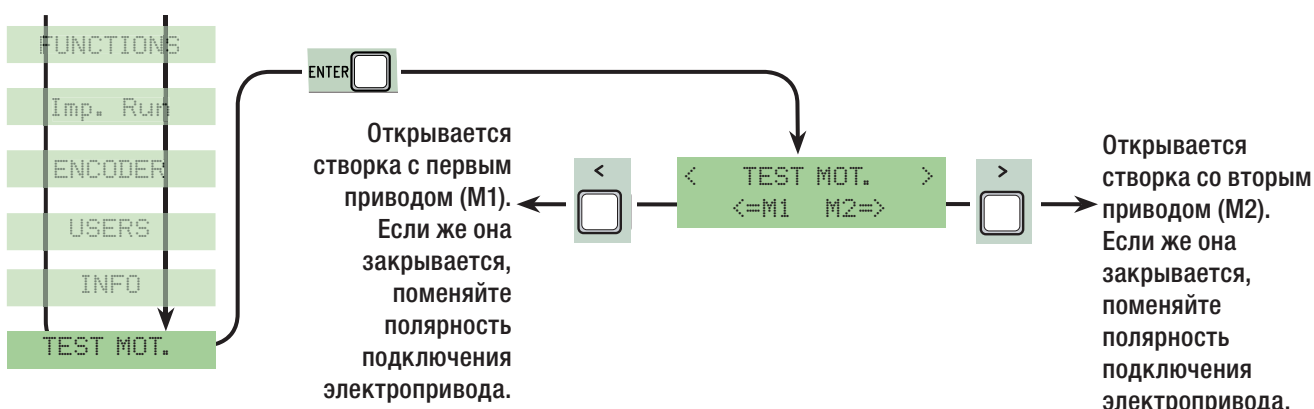 FUNCTIONS
Imp. Run
ENCODER
USERS
INFO
TEST MOT.
ENTER
Открывается
створка с первым
приводом (М1).
Если же она
закрывается,
поменяйте
полярность
подключения
электропривода.
<
< TEST MOT. >
<=M1 M2=>
>
Открывается
створка со вторым
приводом (М2).
Если же она
закрывается,
поменяйте
полярность
подключения
электропривода.